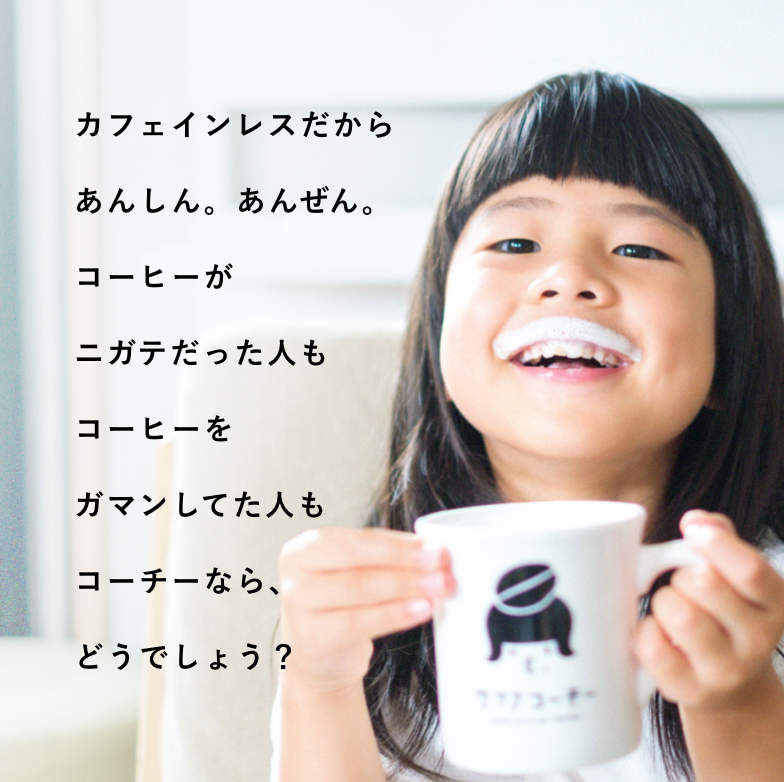 カフェインレスだから
あんしん。あんぜん。
コーヒーが
ニガテだった人も
コーヒーを
ガマンしてた人も
コーチーなら、
どうでしょう？